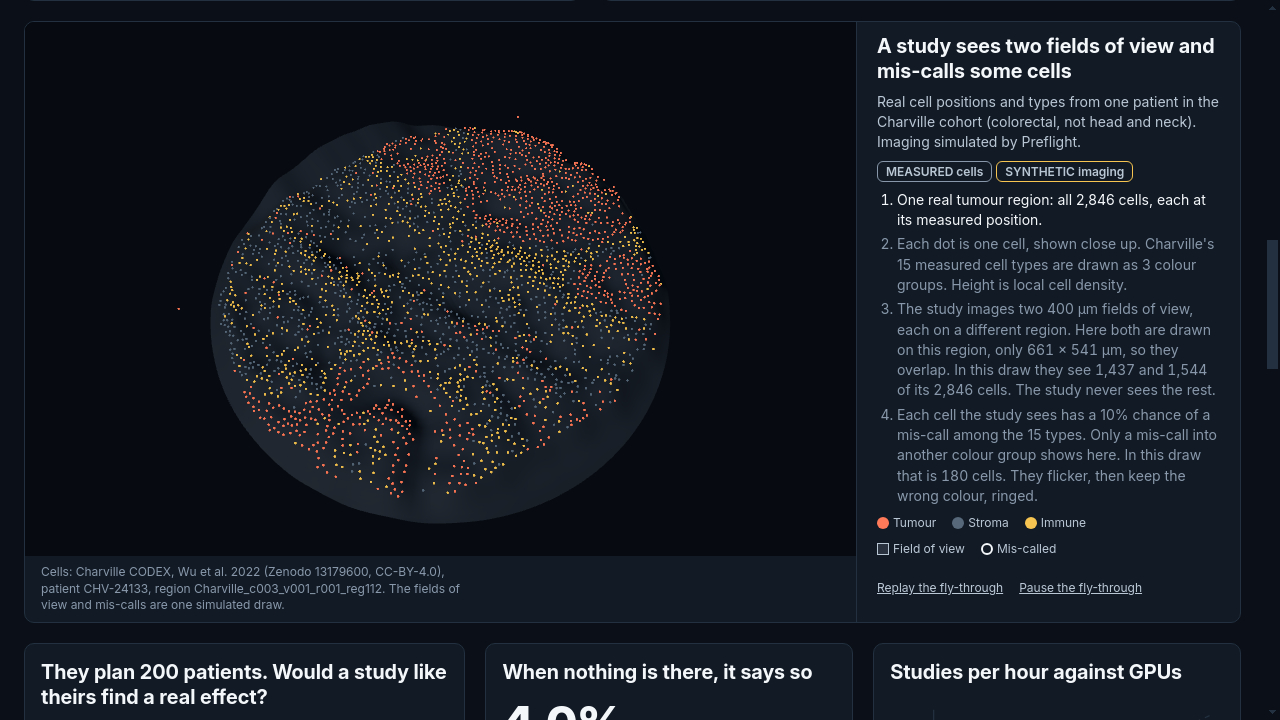 A study sees two fields of view and
mis-calls some cells
Real cell positions and types from one patient in the
Charville cohort (colorectal, not head and neck).
Imaging simulated by Preflight.
MEASURED cells SYNTHETIC imaging
1. One real tumour region: all 2,846 cells, each at
its measured position.
2. Each dot is one cell, shown close up. Charville's
15 measured cell types are drawn as 3 colour
groups. Height is local cell density.
3. The study images two 400 µm fields of view,
each on a different region. Here both are drawn
on this region, only 661 × 541 µm, so they
overlap. In this draw they see 1,437 and 1,544
of its 2,846 cells. The study never sees the rest.
4. Each cell the study sees has a 10% chance of a
mis-call among the 15 types. Only a mis-call into
another colour group shows here. In this draw
that is 180 cells. They flicker, then keep the
wrong colour, ringed.
Tumour Stroma Immune
Field of view Mis-called
Replay the fly-through Pause the fly-through
Cells: Charville CODEX, Wu et al. 2022 (Zenodo 13179600, CC-BY-4.0),
patient CHV-24133, region Charville_c003_v001_r001_reg112. The fields of
view and mis-calls are one simulated draw.
They plan 200 patients. Would a study like
theirs find a real effect?
When nothing is there, it says so
Studies per hour against GPUs